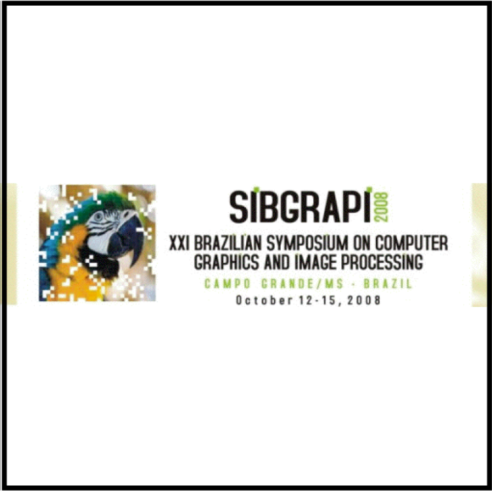 SIBGRAPI 2008
XXI BRAZILIAN SYMPOSIUM ON COMPUTER
GRAPHICS AND IMAGE PROCESSING
CAMPO GRANDE/MS - BRAZIL
October 12-15, 2008